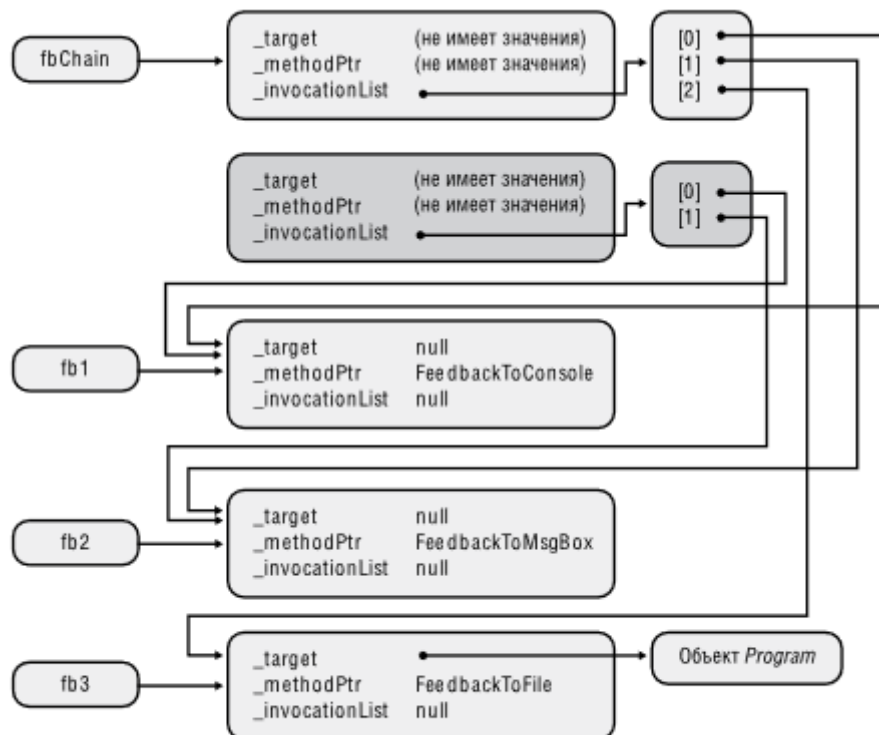 fbChain
_target (не имеет значения)
_methodPtr (не имеет значения)
_invocationList
[0]
[1]
[2]
_target (не имеет значения)
_methodPtr (не имеет значения)
_invocationList
[0]
[1]
fb1
_target null
_methodPtr FeedbackToConsole
_invocationList null
fb2
_target null
_methodPtr FeedbackToMsgBox
_invocationList null
fb3
_target
_methodPtr FeedbackToFile
_invocationList null
Объект Program